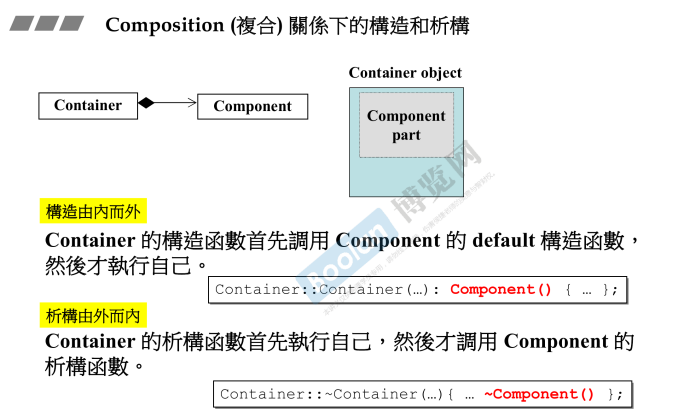 Composition (複合) 關係下的構造和析構
Container object
Container
Component
Component
part
Boolan
博览网
構造由內而外
Container 的構造函數首先調用 Component 的 default 構造函數，
然後才執行自己。
Container::Container(…): Component() { … };
析構由外而內
Container 的析構函數首先執行自己，然後才調用 Component 的
析構函數。
Container::~Container(…){ … ~Component() };